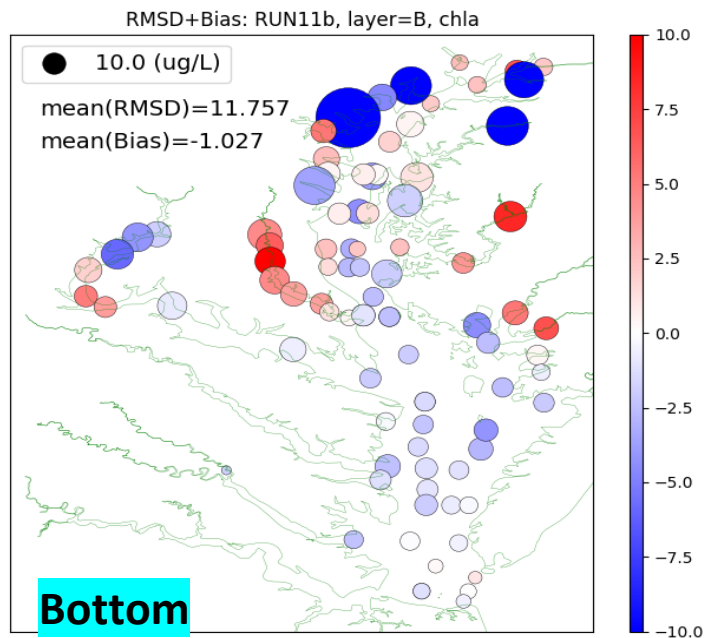 RMSD+Bias: RUN11b, layer=B, chla
10.0 (ug/L)
mean(RMSD)=11.757
mean(Bias)=-1.027
10.0
7.5
5.0
2.5
0.0
−2.5
−5.0
−7.5
−10.0
Bottom